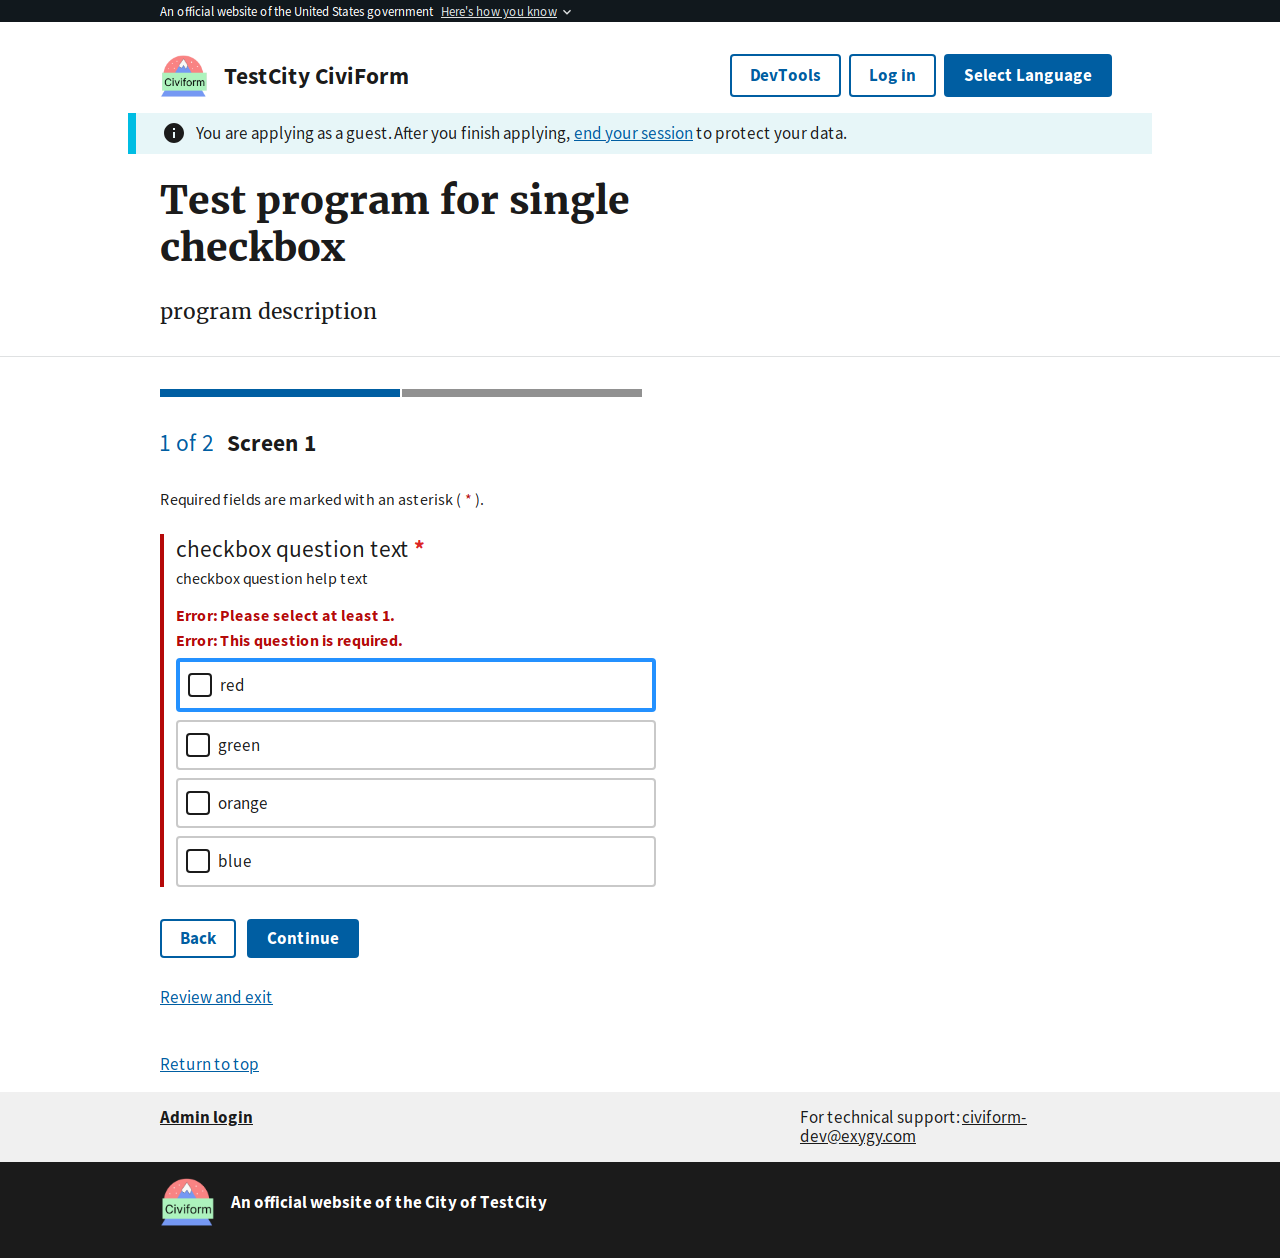 An official website of the United States government Here's how you know
Civiform
TestCity CiviForm
DevTools
Log in
Select Language
You are applying as a guest. After you finish applying, end your session to protect your data.
Test program for single
checkbox
program description
1 of 2 Screen 1
Required fields are marked with an asterisk ( * ).
checkbox question text *
checkbox question help text
Error: Please select at least 1.
Error: This question is required.
red
green
orange
blue
Back
Continue
Review and exit
Return to top
Admin login
For technical support: civiform-
dev@exygy.com
Civiform
An official website of the City of TestCity